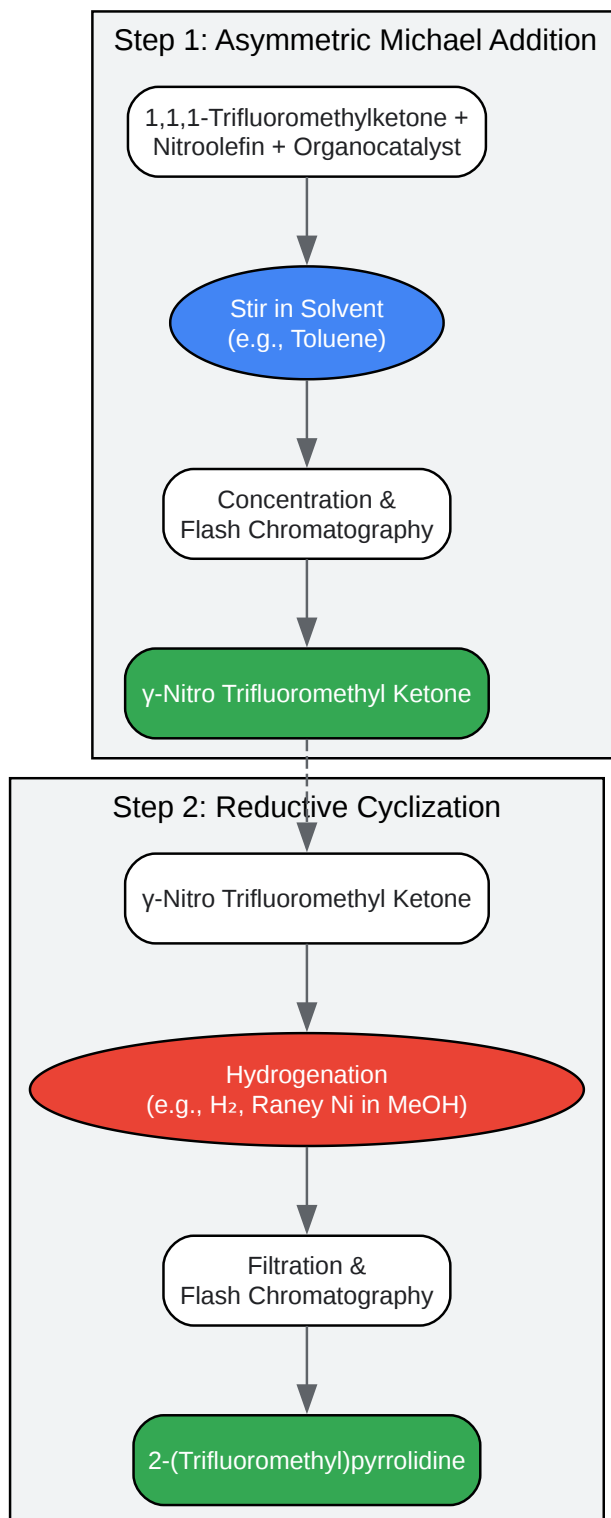 Step 1: Asymmetric Michael Addition
1,1,1-Trifluoromethylketone +
Nitroolefin + Organocatalyst
Stir in Solvent
(e.g., Toluene)
Concentration &
Flash Chromatography
γ-Nitro Trifluoromethyl Ketone
Step 2: Reductive Cyclization
γ-Nitro Trifluoromethyl Ketone
Hydrogenation
(e.g., H₂, Raney Ni in MeOH)
Filtration &
Flash Chromatography
2-(Trifluoromethyl)pyrrolidine